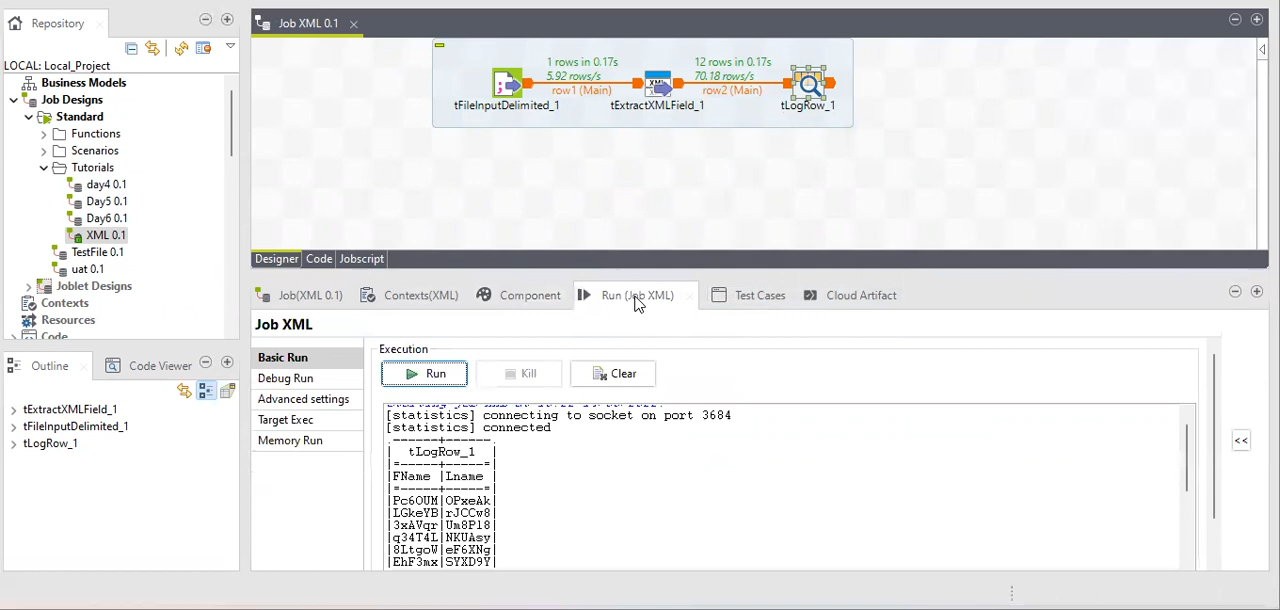 Repository
LOCAL: Local_Project
Business Models
Job Designs
Standard
Functions
Scenarios
Tutorials
day4 0.1
Day5 0.1
Day6 0.1
XML 0.1
TestFile 0.1
uat 0.1
Joblet Designs
Contexts
Resources
Code
Outline
Code Viewer
tExtractXMLField_1
tFileInputDelimited_1
tLogRow_1
Job XML 0.1
1 rows in 0.17s
5.92 rows/s
row1 (Main)
12 rows in 0.17s
70.18 rows/s
row2 (Main)
tFileInputDelimited_1
tExtractXMLField_1
tLogRow_1
Designer
Code
Jobscript
Job(XML 0.1)
Contexts(XML)
Component
Run (Job XML)
Test Cases
Cloud Artifact
Job XML
Basic Run
Debug Run
Advanced settings
Target Exec
Memory Run
Execution
Run
Kill
Clear
[statistics] connecting to socket on port 3684
[statistics] connected
.------+------.
| tLogRow_1 |
|=-----+-----=|
|FName |Lname |
|=-----+-----=|
|Pc6OUM|OPxeAk|
|LGkeYB|rJCCw8|
|3xAVqr|Um8Pl8|
|q34T4L|NKUAsy|
|8LtgoW|eF6XNg|
|EhF3mx|SYXD9Y|
<<